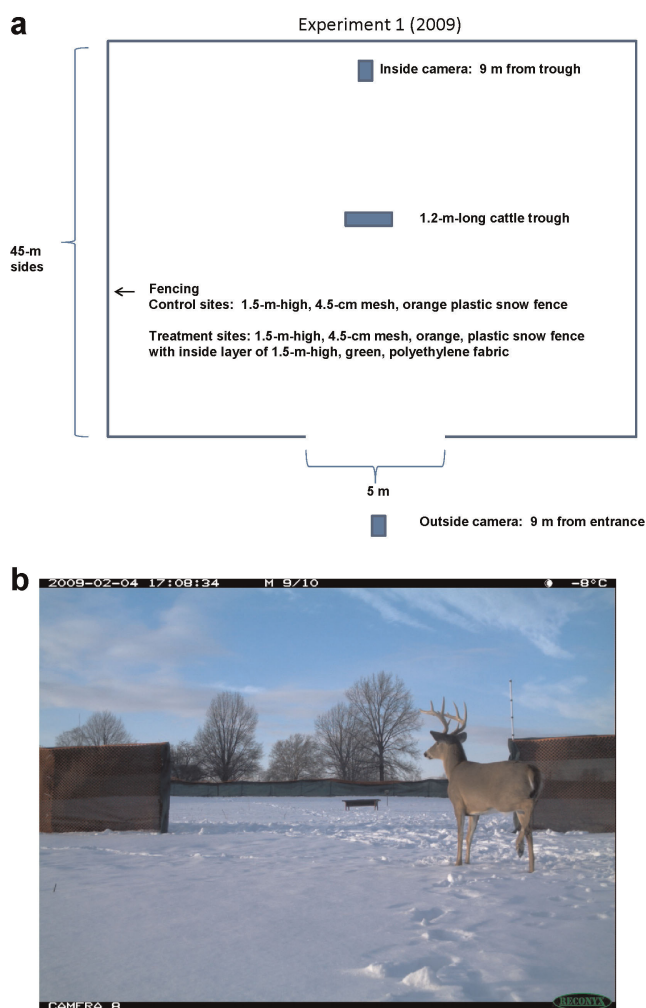 a
Experiment 1 (2009)
Inside camera: 9 m from trough
1.2-m-long cattle trough
45-m
sides
Fencing
Control sites: 1.5-m-high, 4.5-cm mesh, orange plastic snow fence
Treatment sites: 1.5-m-high, 4.5-cm mesh, orange, plastic snow fence
with inside layer of 1.5-m-high, green, polyethylene fabric
5 m
Outside camera: 9 m from entrance
b
2009-02-04 17:08:34 M 9/10 -8°C
CAMERA 8
RECONYX